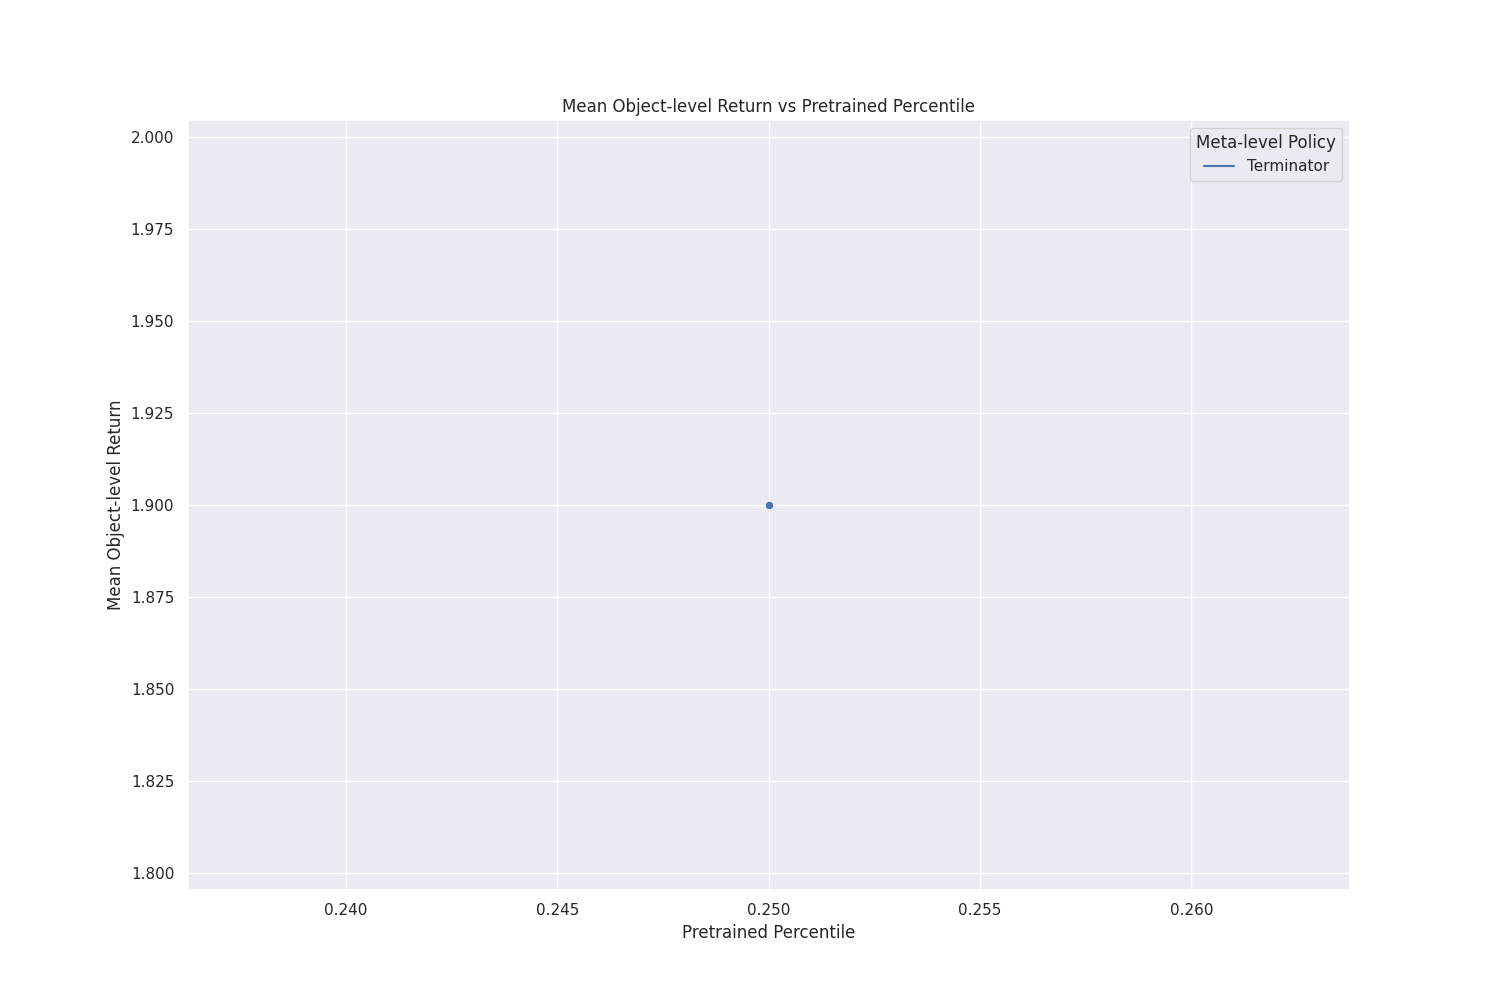 Mean Object-level Return vs Pretrained Percentile
Meta-level Policy
Terminator
Mean Object-level Return
2.000
1.975
1.950
1.925
1.900
1.875
1.850
1.825
1.800
0.240
0.245
0.250
0.255
0.260
Pretrained Percentile